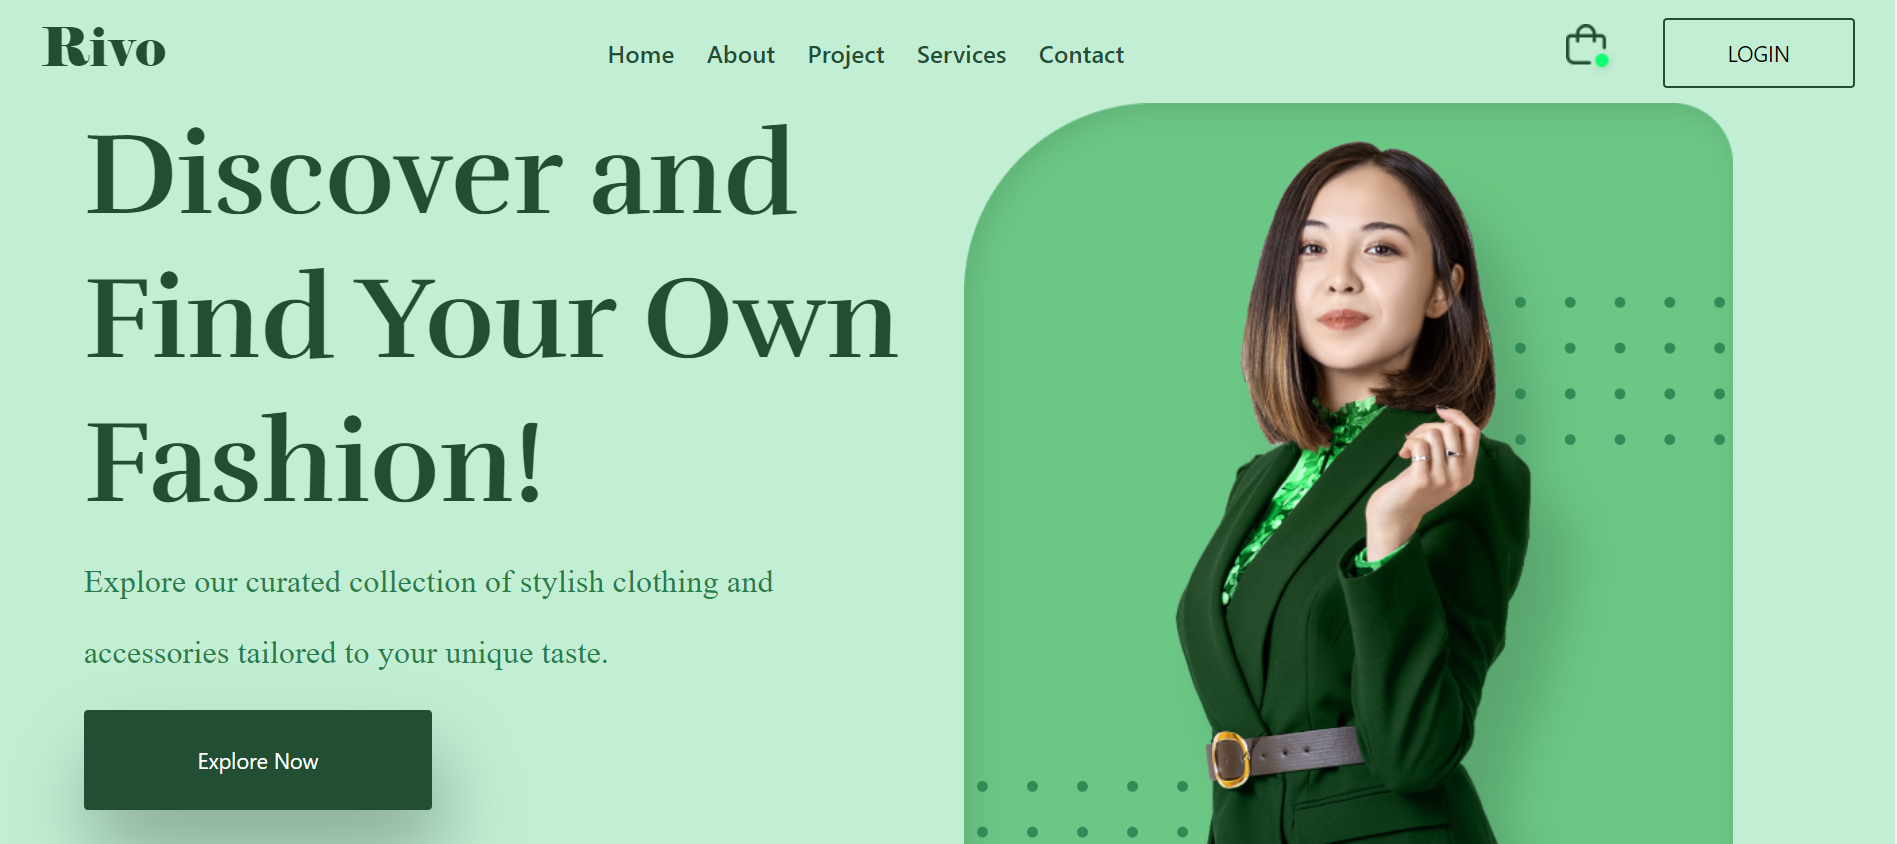 Rivo
Home About Project Services Contact
LOGIN
Discover and
Find Your Own
Fashion!
Explore our curated collection of stylish clothing and
accessories tailored to your unique taste.
Explore Now